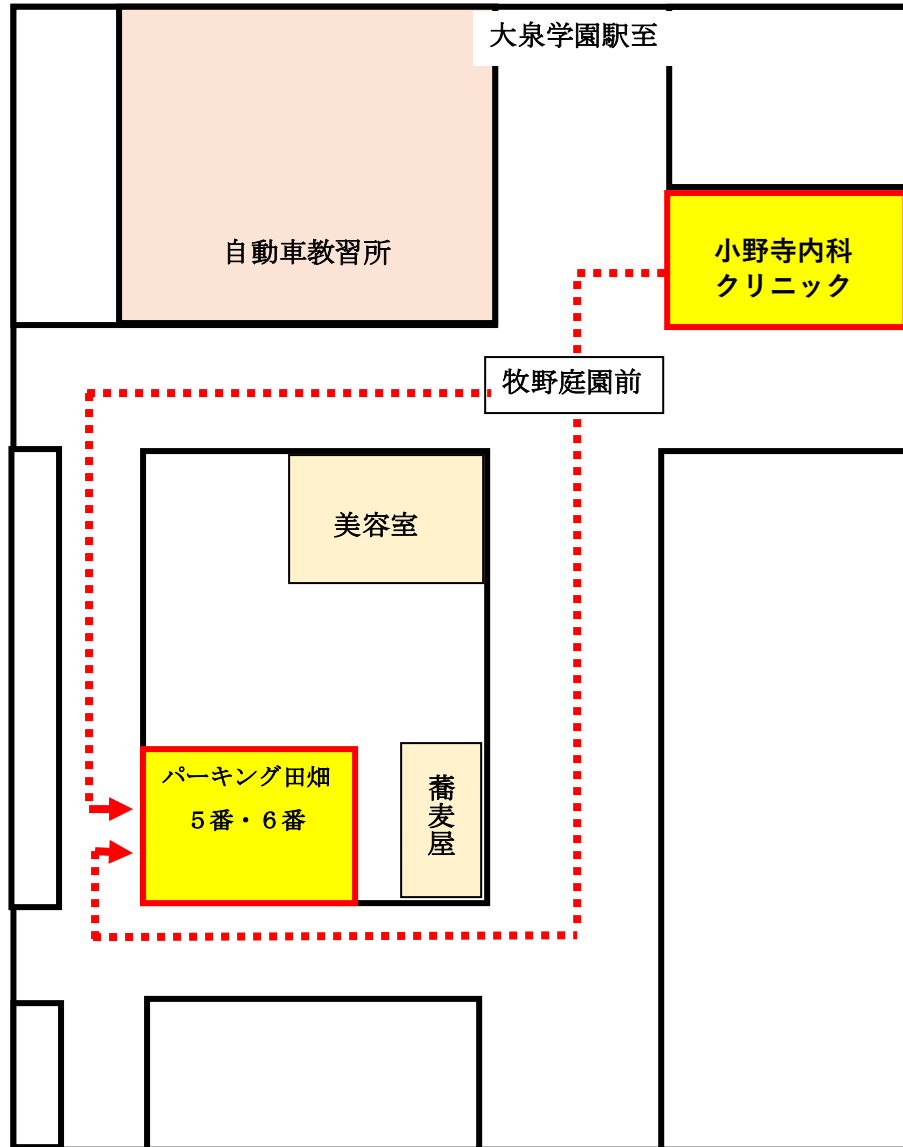 大泉学園駅至
自動車教習所
小野寺内科
クリニック
牧野庭園前
美容室
パーキング田畑
５番・６番
蕎麦屋